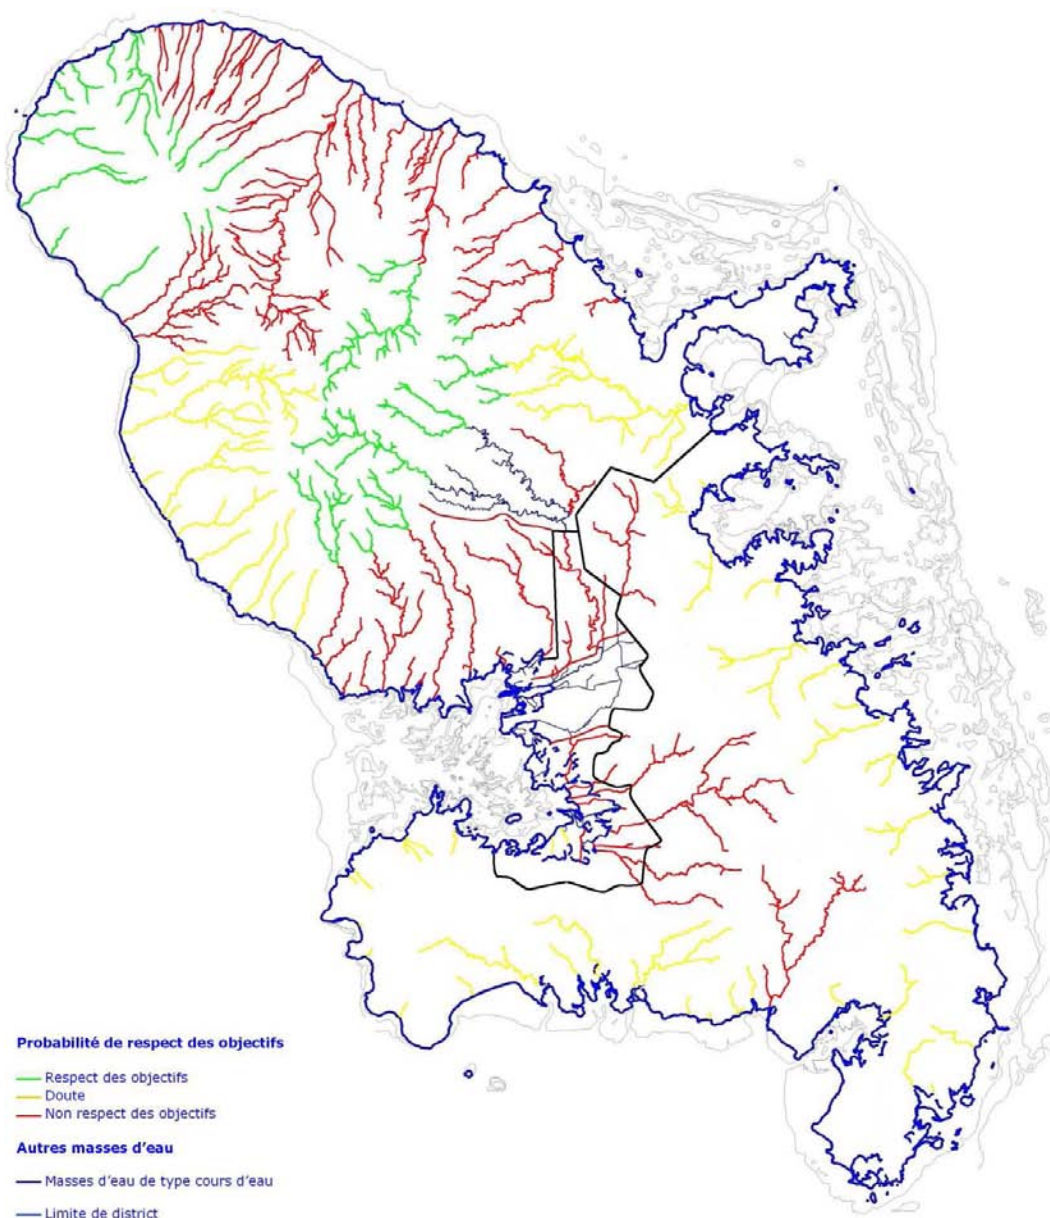 Probabilité de respect des objectifs
Respect des objectifs
Doute
Non respect des objectifs
Autres masses d'eau
Masses d'eau de type cours d'eau
Limite de district